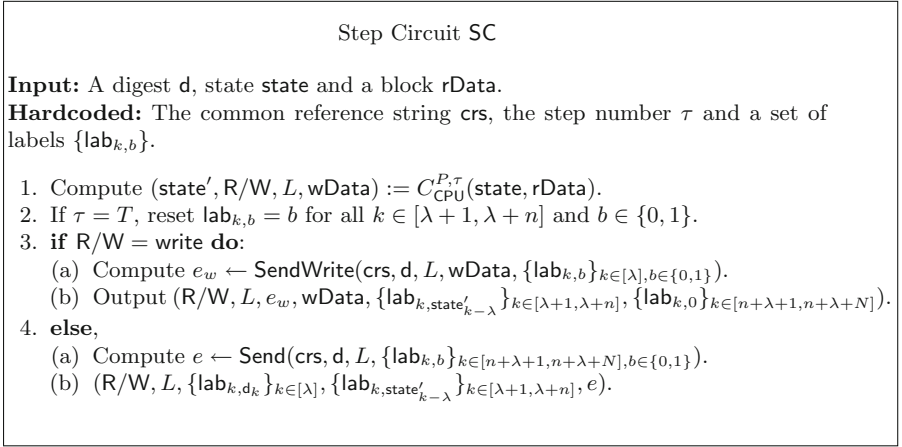 Step Circuit SC
Input: A digest d, state state and a block rData.
Hardcoded: The common reference string crs, the step number τ and a set of
labels {lab_{k,b}}.
1. Compute (state′, R/W, L, wData) := C^{P,τ}_{CPU}(state, rData).
2. If τ = T, reset lab_{k,b} = b for all k ∈ [λ + 1, λ + n] and b ∈ {0, 1}.
3. if R/W = write do:
(a) Compute e_w ← SendWrite(crs, d, L, wData, {lab_{k,b}}_{k∈[λ],b∈{0,1}}).
(b) Output (R/W, L, e_w, wData, {lab_{k,state′_{k−λ}}}_{k∈[λ+1,λ+n]}, {lab_{k,0}}_{k∈[n+λ+1,n+λ+N]}).
4. else,
(a) Compute e ← Send(crs, d, L, {lab_{k,b}}_{k∈[n+λ+1,n+λ+N],b∈{0,1}}).
(b) (R/W, L, {lab_{k,d_k}}_{k∈[λ]}, {lab_{k,state′_{k−λ}}}_{k∈[λ+1,λ+n]}, e).